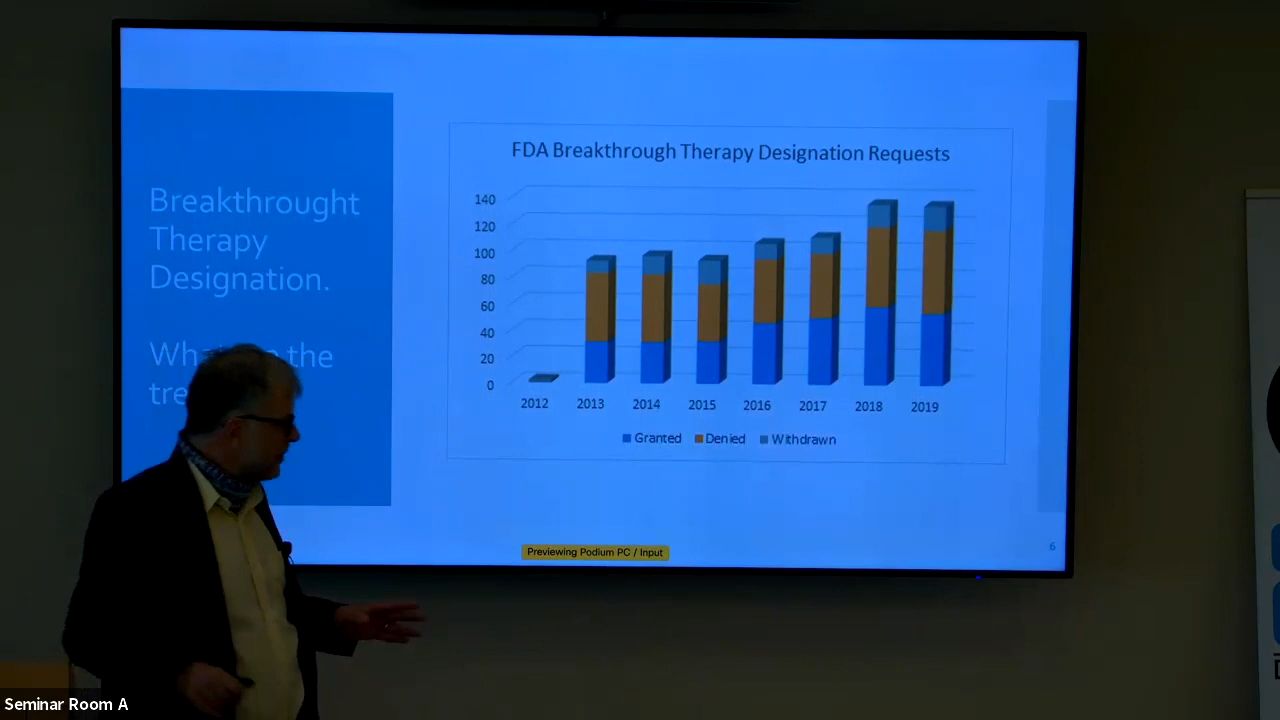 Breakthrought
Therapy
Designation.
the
FDA Breakthrough Therapy Designation Requests
140
120
100
80
60
40
20
0
2012 2013 2014 2015 2016 2017 2018 2019
Granted Denied Withdrawn
Previewing Podium PC / Input
6
Seminar Room A